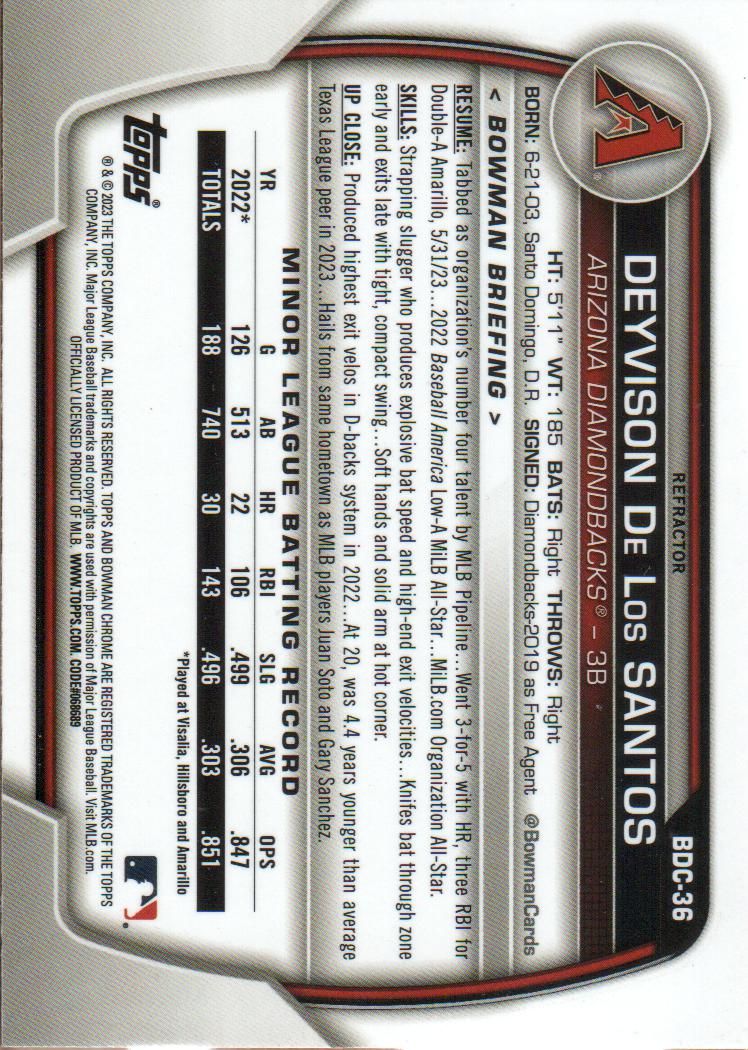 REFRACTOR
BDC-36
DEYVISON DE LOS SANTOS
ARIZONA DIAMONDBACKS® – 3B
HT: 5'11" WT: 185 BATS: Right THROWS: Right
BORN: 6-21-03, Santo Domingo, D.R. SIGNED: Diamondbacks-2019 as Free Agent @BowmanCards
< BOWMAN BRIEFING >
RESUME: Tabbed as organization's number four talent by MLB Pipeline...Went 3-for-5 with HR, three RBI for
Double-A Amarillo, 5/31/23...2022 Baseball America Low-A MiLB All-Star...MiLB.com Organization All-Star.
SKILLS: Strapping slugger who produces explosive bat speed and high-end exit velocities...Knifes bat through zone
early and exits late with tight, compact swing...Soft hands and solid arm at hot corner.
UP CLOSE: Produced highest exit velos in D-backs system in 2022...At 20, was 4.4 years younger than average
Texas League peer in 2023...Hails from same hometown as MLB players Juan Soto and Gary Sanchez.
MINOR LEAGUE BATTING RECORD
YR G AB HR RBI SLG AVG OPS
2022* 126 513 22 106 .499 .306 .847
TOTALS 188 740 30 143 .496 .303 .851
*Played at Visalia, Hillsboro and Amarillo
topps®
® & © 2023 THE TOPPS COMPANY, INC. ALL RIGHTS RESERVED. TOPPS AND BOWMAN CHROME ARE REGISTERED TRADEMARKS OF THE TOPPS
COMPANY, INC. Major League Baseball trademarks and copyrights are used with permission of Major League Baseball. Visit MLB.com.
OFFICIALLY LICENSED PRODUCT OF MLB. WWW.TOPPS.COM. CODE#068689